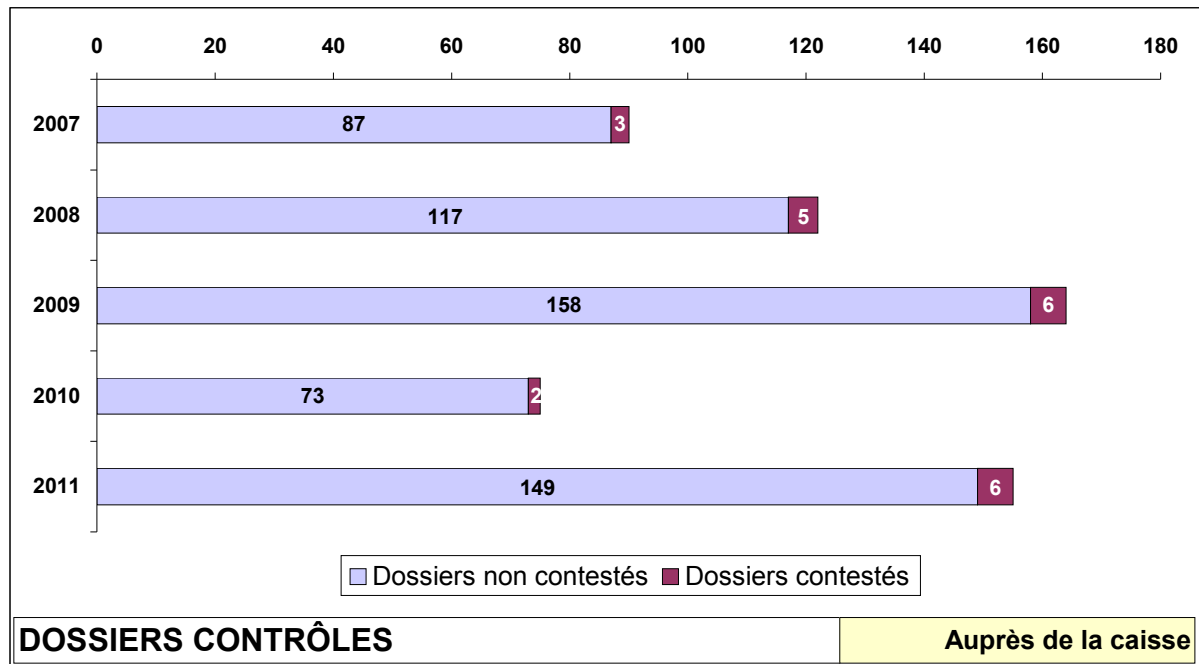 0 20 40 60 80 100 120 140 160 180
2007 87 3
2008 117 5
2009 158 6
2010 73 2
2011 149 6
Dossiers non contestés Dossiers contestés
DOSSIERS CONTRÔLES Auprès de la caisse